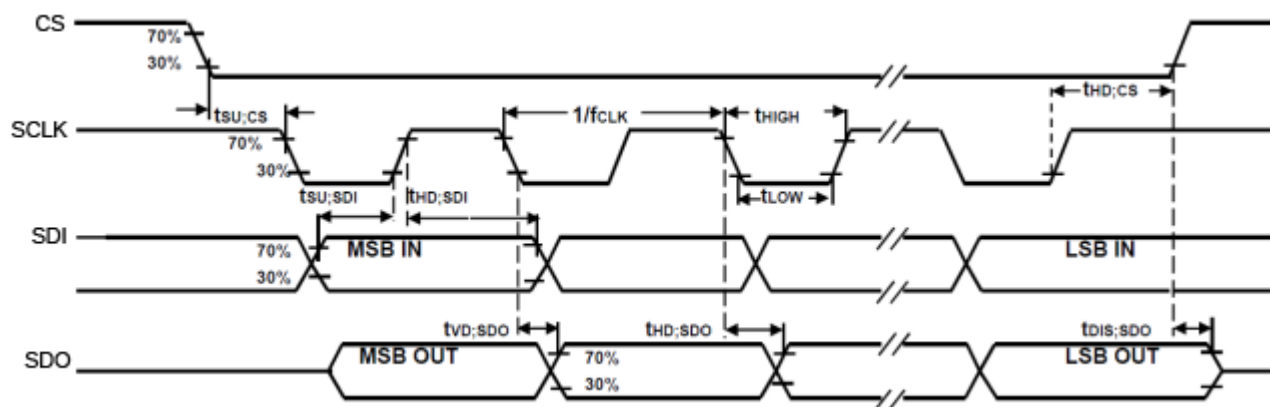 CS
70%
30%
tSU;CS
1/fCLK
tHIGH
tHD;CS
SCLK
70%
30%
tSU;SDI
tHD;SDI
tLOW
SDI
70%
30%
MSB IN
LSB IN
tVD;SDO
tHD;SDO
tDIS;SDO
SDO
MSB OUT
70%
30%
LSB OUT